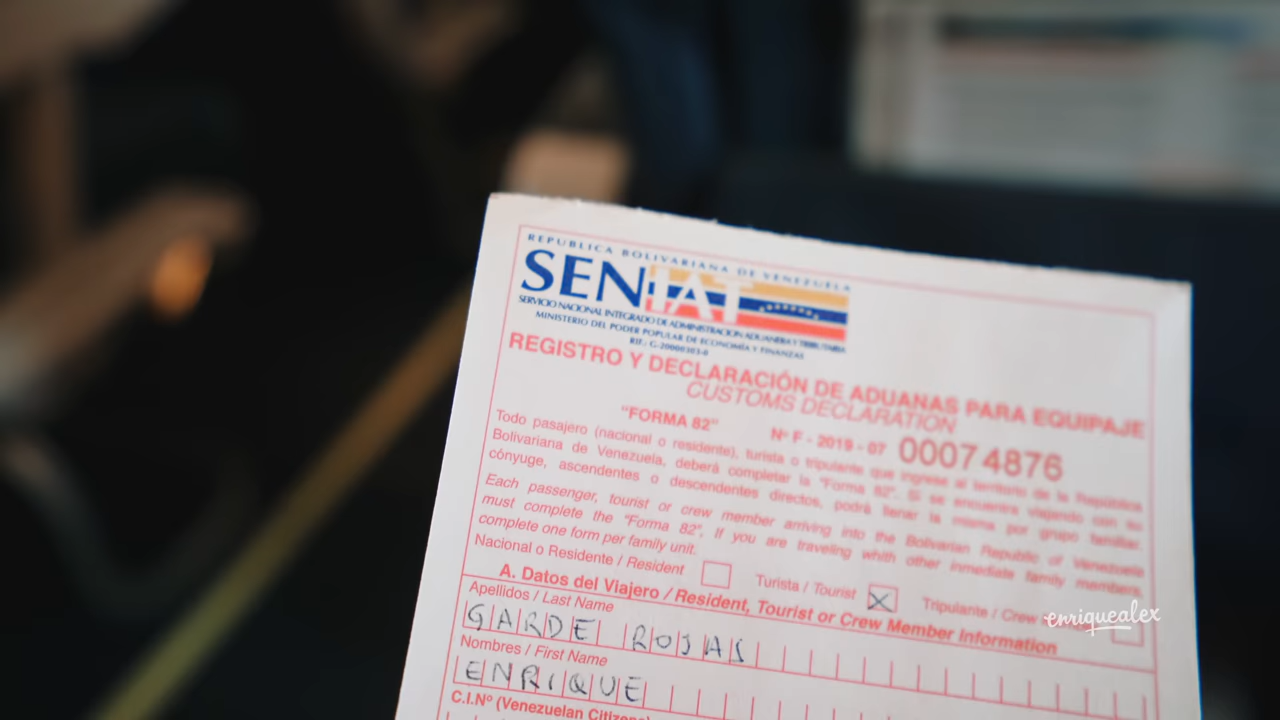 REPUBLICA BOLIVARIANA DE VENEZUELA
SENIAT
SERVICIO NACIONAL INTEGRADO DE ADMINISTRACION ADUANERA Y TRIBUTARIA
MINISTERIO DEL PODER POPULAR DE ECONOMÍA Y FINANZAS
RIF.: G-20000303-0
REGISTRO Y DECLARACIÓN DE ADUANAS PARA EQUIPAJE
CUSTOMS DECLARATION
"FORMA 82" Nº F - 2019 - 07 00074876
Todo pasajero (nacional o residente), turista o tripulante que ingrese al territorio de la República
Bolivariana de Venezuela, deberá completar la "Forma 82". Si se encuentra viajando con su
cónyuge, ascendentes o descendentes directos, podrá llenar la misma por grupo familiar.
Each passenger, tourist or crew member arriving into the Bolivarian Republic of Venezuela
must complete the "Forma 82". If you are traveling whith other inmediate family members,
complete one form per family unit.
Nacional o Residente / Resident Turista / Tourist X Tripulante / Crew
A. Datos del Viajero / Resident, Tourist or Crew Member Information
Apellidos / Last Name
GARDE ROJAS
Nombres / First Name
ENRIQUE
C.I.Nº (Venezuelan Citizens)
enriquealex